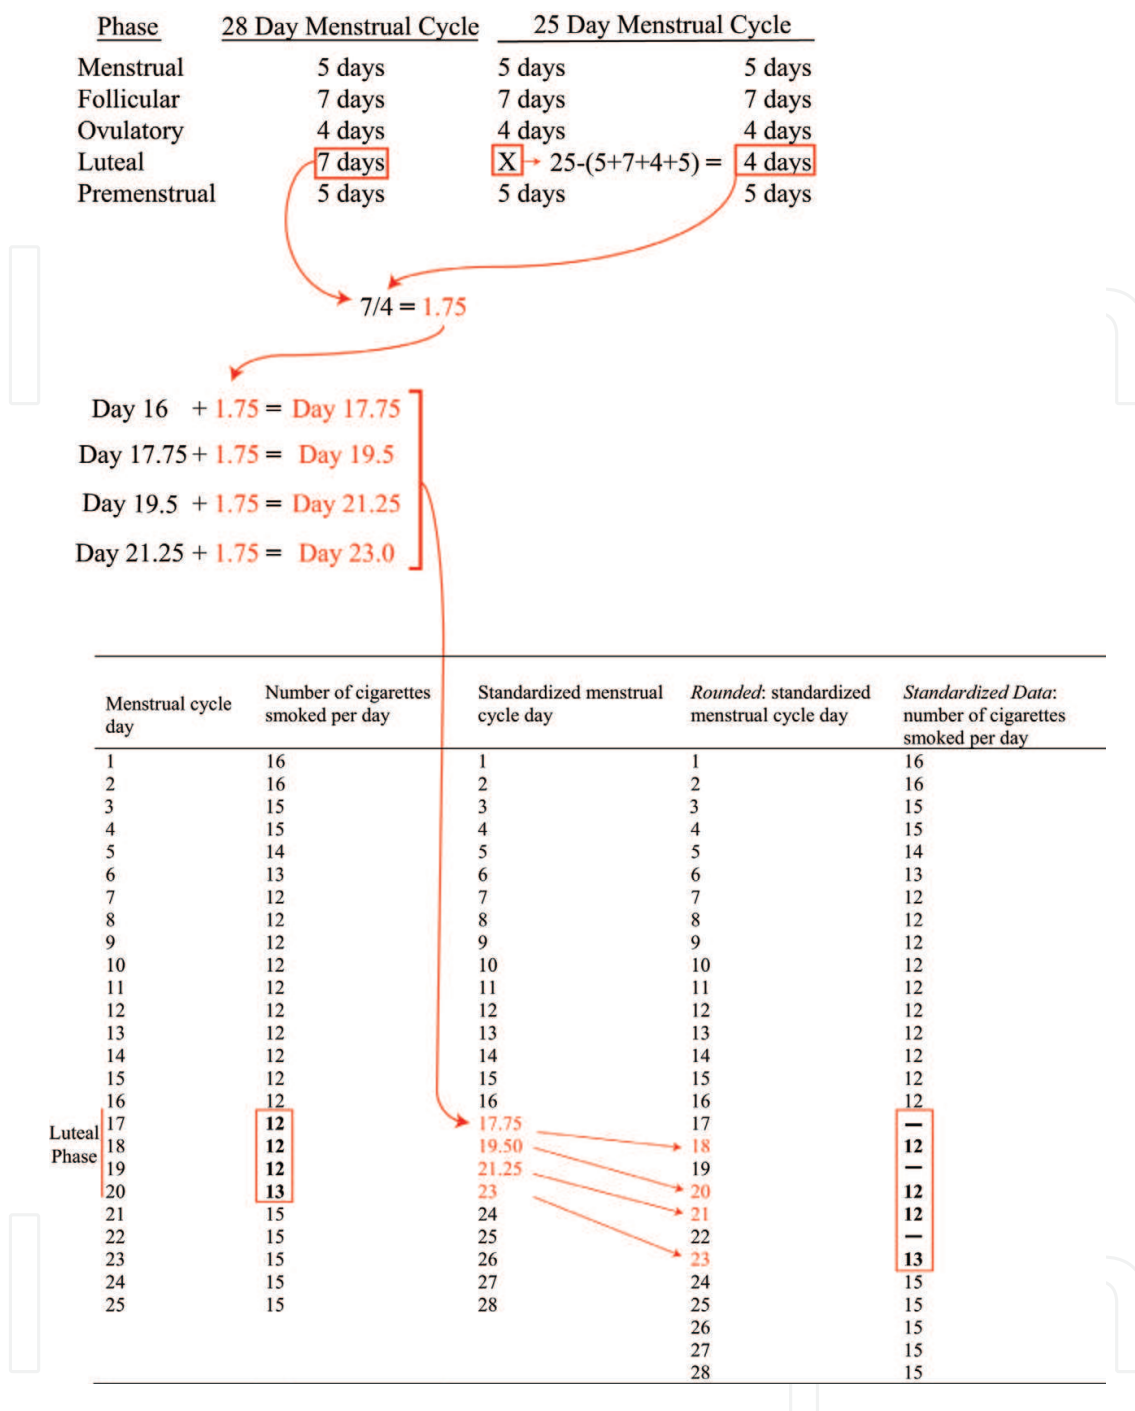 Phase 28 Day Menstrual Cycle 25 Day Menstrual Cycle
Menstrual 5 days 5 days 5 days
Follicular 7 days 7 days 7 days
Ovulatory 4 days 4 days 4 days
Luteal 7 days X 25-(5+7+4+5) = 4 days
Premenstrual 5 days 5 days 5 days
7/4 = 1.75
Day 16 + 1.75 = Day 17.75
Day 17.75 + 1.75 = Day 19.5
Day 19.5 + 1.75 = Day 21.25
Day 21.25 + 1.75 = Day 23.0
Menstrual cycle day Number of cigarettes smoked per day Standardized menstrual cycle day Rounded: standardized menstrual cycle day Standardized Data: number of cigarettes smoked per day
1 16 1 1 16
2 16 2 2 16
3 15 3 3 15
4 15 4 4 15
5 14 5 5 14
6 13 6 6 13
7 12 7 7 12
8 12 8 8 12
9 12 9 9 12
10 12 10 10 12
11 12 11 11 12
12 12 12 12 12
13 12 13 13 12
14 12 14 14 12
15 12 15 15 12
16 12 16 16 12
Luteal Phase
17 12 17.75 17 –
18 12 19.50 18 12
19 12 21.25 19 –
20 13 23 20 12
21 15 24 21 12
22 15 25 22 –
23 15 26 23 13
24 15 27 24 15
25 15 28 25 15
26 15
27 15
28 15